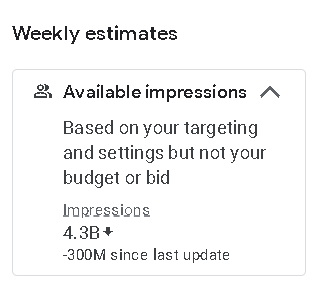 Weekly estimates
Available impressions
Based on your targeting
and settings but not your
budget or bid
Impressions
4.3B
-300M since last update